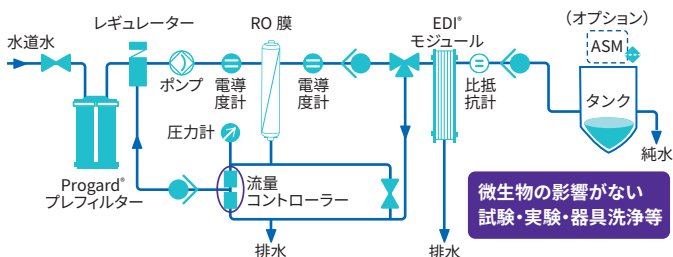 レギュレーター
RO 膜
EDI®
モジュール
（オプション）
ASM
水道水
ポンプ
電導
度計
電導
度計
比抵
抗計
タンク
圧力計
純水
Progard®
プレフィルター
流量
コントローラー
微生物の影響がない
試験・実験・器具洗浄等
排水
排水